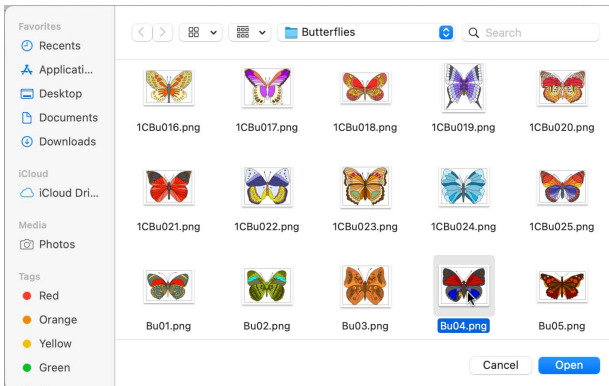 Favorites
Recents
Applicati...
Desktop
Documents
Downloads
iCloud
iCloud Dri...
Media
Photos
Tags
Red
Orange
Yellow
Green
Butterflies
Search
1CBu016.png 1CBu017.png 1CBu018.png 1CBu019.png 1CBu020.png
1CBu021.png 1CBu022.png 1CBu023.png 1CBu024.png 1CBu025.png
Bu01.png Bu02.png Bu03.png Bu04.png Bu05.png
Cancel Open